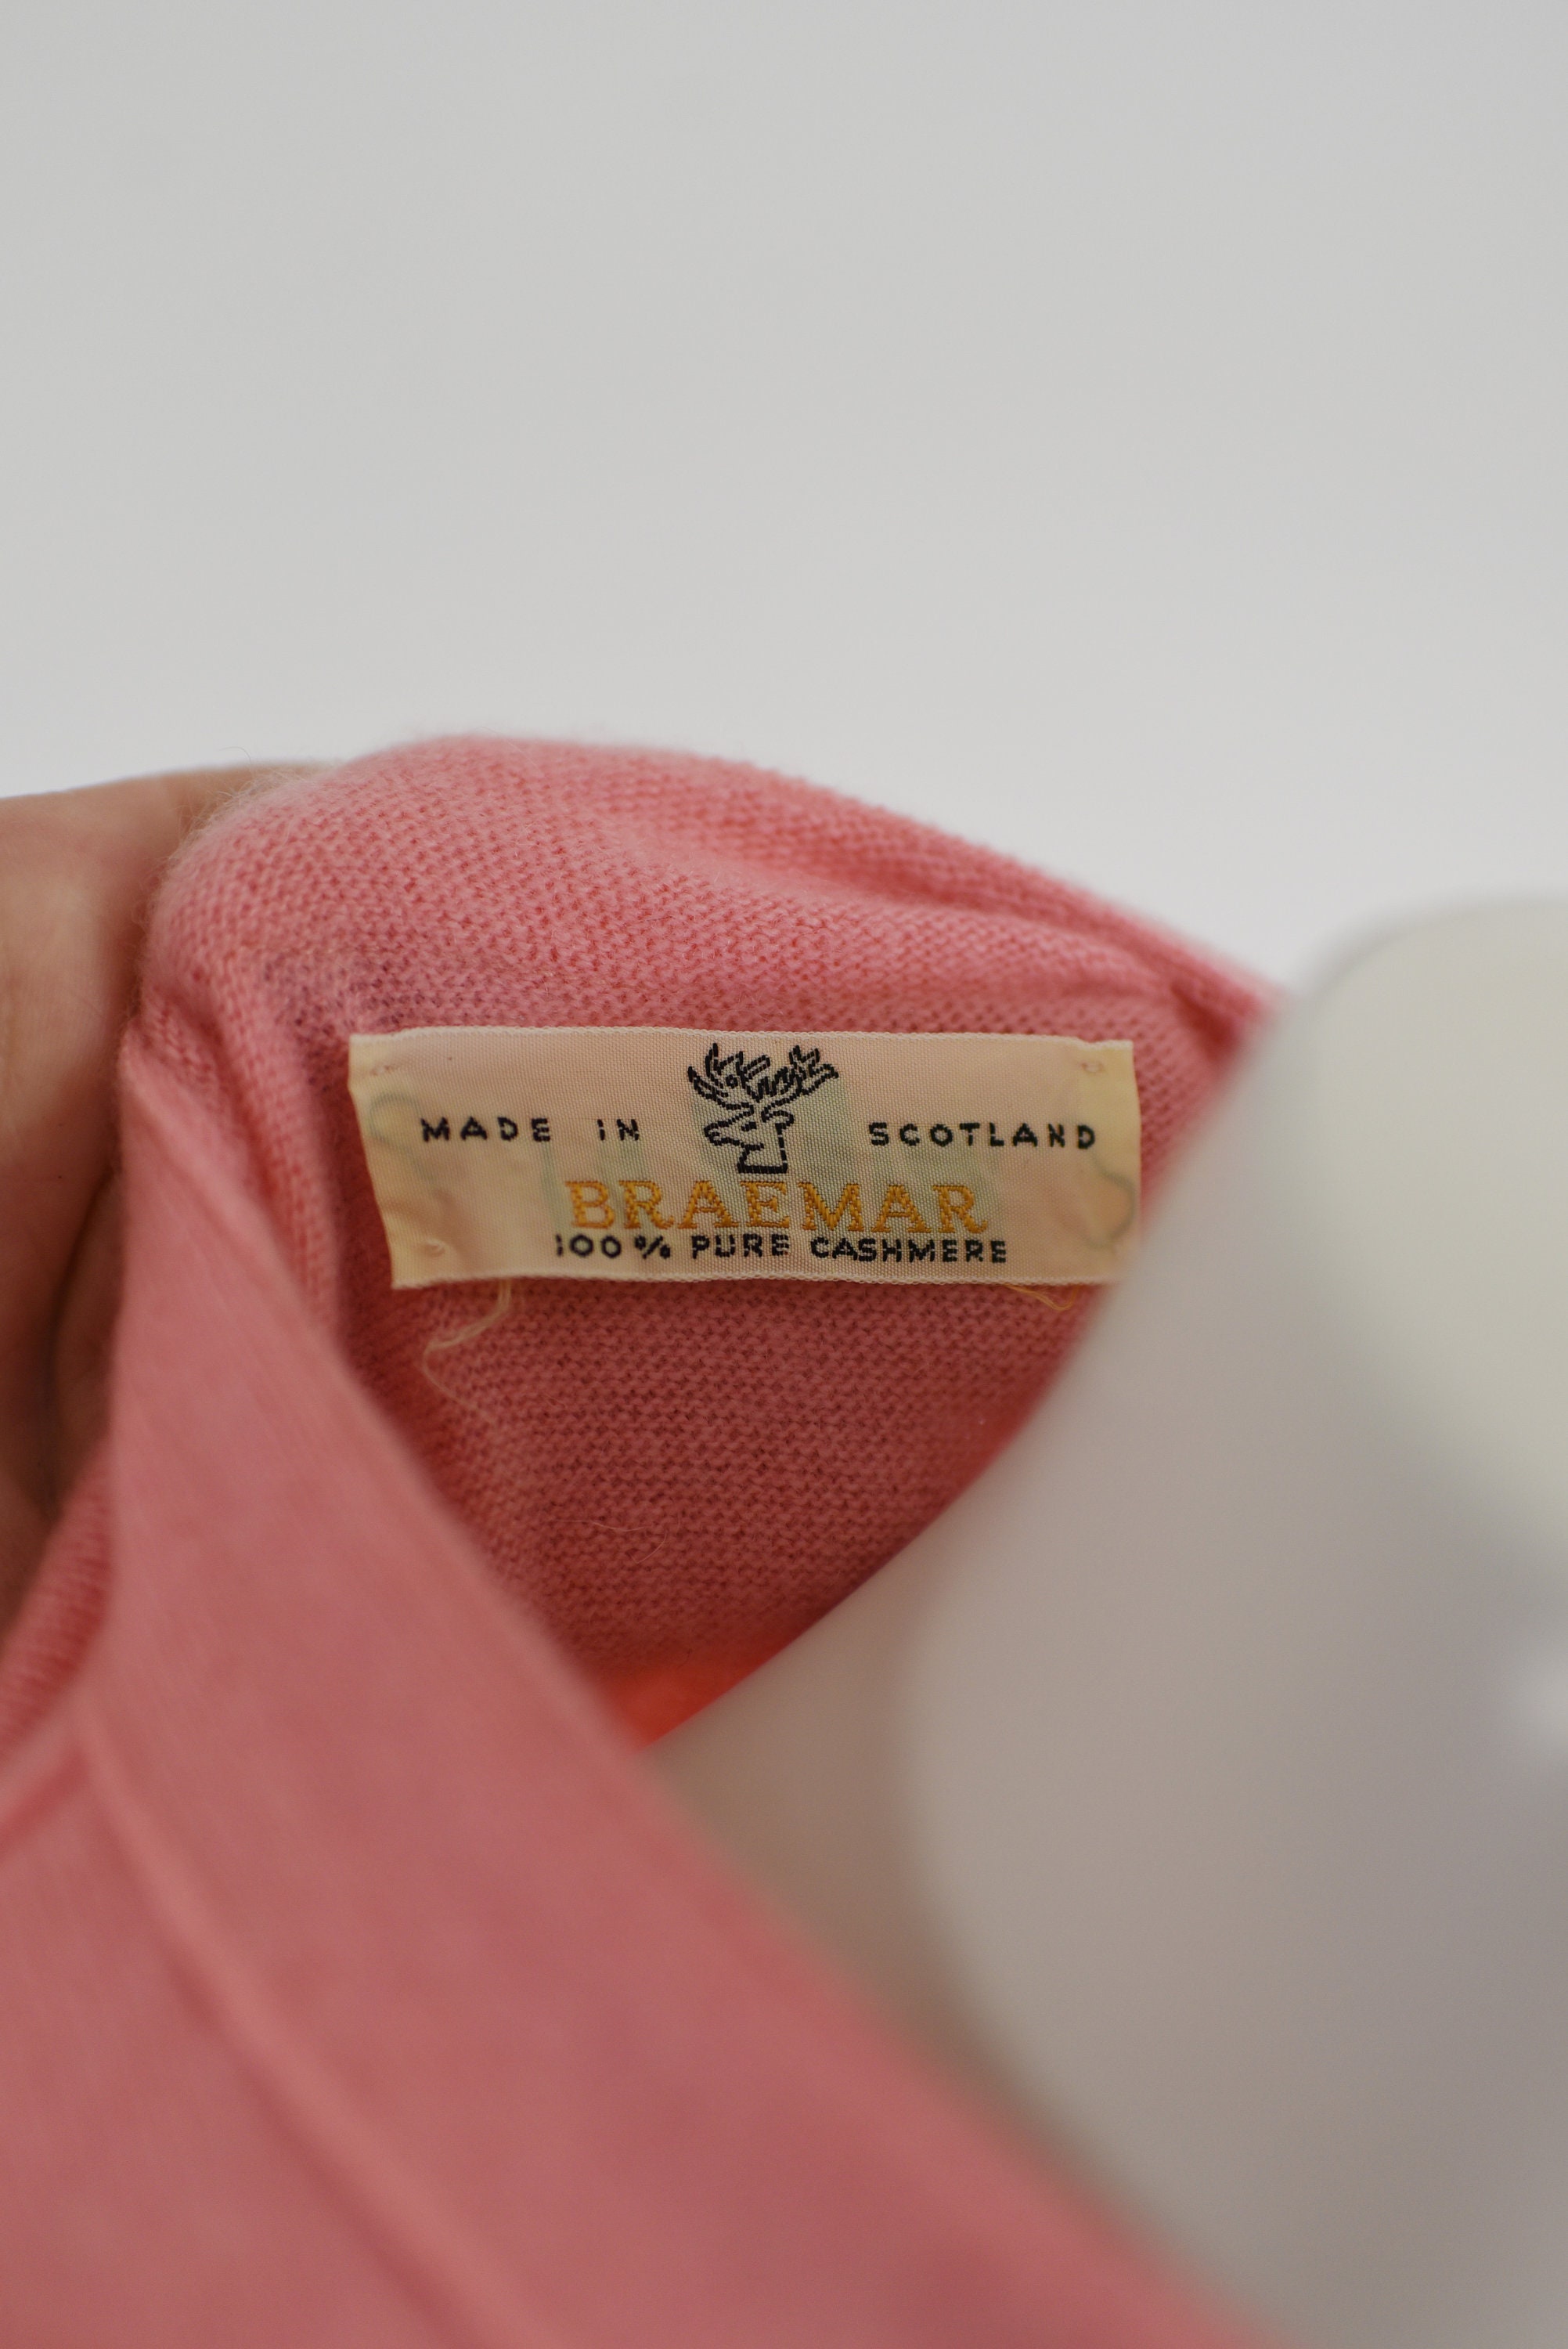 MADE IN SCOTLAND
BRAEMAR
100% PURE CASHMERE